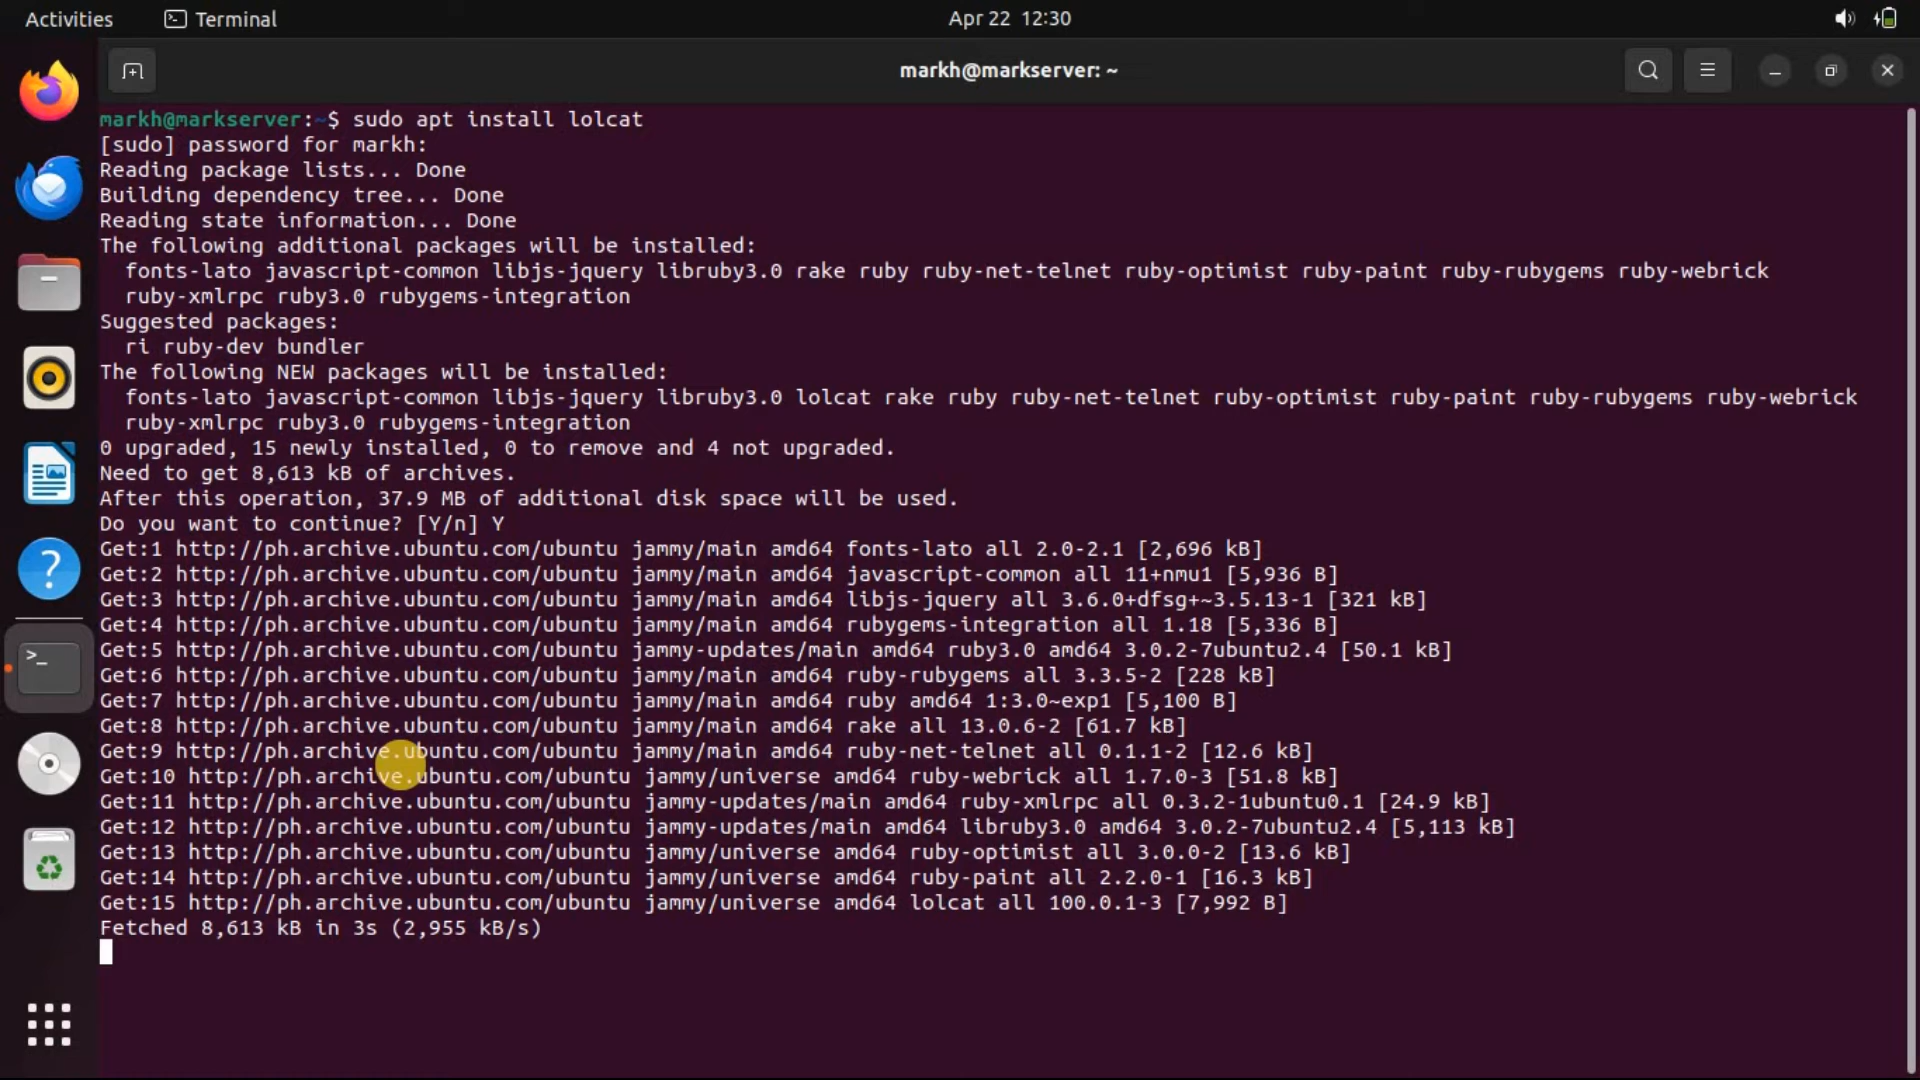 Activities Terminal Apr 22 12:30
markh@markserver: ~
markh@markserver:~$ sudo apt install lolcat
[sudo] password for markh:
Reading package lists... Done
Building dependency tree... Done
Reading state information... Done
The following additional packages will be installed:
fonts-lato javascript-common libjs-jquery libruby3.0 rake ruby ruby-net-telnet ruby-optimist ruby-paint ruby-rubygems ruby-webrick
ruby-xmlrpc ruby3.0 rubygems-integration
Suggested packages:
ri ruby-dev bundler
The following NEW packages will be installed:
fonts-lato javascript-common libjs-jquery libruby3.0 lolcat rake ruby ruby-net-telnet ruby-optimist ruby-paint ruby-rubygems ruby-webrick
ruby-xmlrpc ruby3.0 rubygems-integration
0 upgraded, 15 newly installed, 0 to remove and 4 not upgraded.
Need to get 8,613 kB of archives.
After this operation, 37.9 MB of additional disk space will be used.
Do you want to continue? [Y/n] Y
Get:1 http://ph.archive.ubuntu.com/ubuntu jammy/main amd64 fonts-lato all 2.0-2.1 [2,696 kB]
Get:2 http://ph.archive.ubuntu.com/ubuntu jammy/main amd64 javascript-common all 11+nmu1 [5,936 B]
Get:3 http://ph.archive.ubuntu.com/ubuntu jammy/main amd64 libjs-jquery all 3.6.0+dfsg+~3.5.13-1 [321 kB]
Get:4 http://ph.archive.ubuntu.com/ubuntu jammy/main amd64 rubygems-integration all 1.18 [5,336 B]
Get:5 http://ph.archive.ubuntu.com/ubuntu jammy-updates/main amd64 ruby3.0 amd64 3.0.2-7ubuntu2.4 [50.1 kB]
Get:6 http://ph.archive.ubuntu.com/ubuntu jammy/main amd64 ruby-rubygems all 3.3.5-2 [228 kB]
Get:7 http://ph.archive.ubuntu.com/ubuntu jammy/main amd64 ruby amd64 1:3.0~exp1 [5,100 B]
Get:8 http://ph.archive.ubuntu.com/ubuntu jammy/main amd64 rake all 13.0.6-2 [61.7 kB]
Get:9 http://ph.archive.ubuntu.com/ubuntu jammy/main amd64 ruby-net-telnet all 0.1.1-2 [12.6 kB]
Get:10 http://ph.archive.ubuntu.com/ubuntu jammy/universe amd64 ruby-webrick all 1.7.0-3 [51.8 kB]
Get:11 http://ph.archive.ubuntu.com/ubuntu jammy-updates/main amd64 ruby-xmlrpc all 0.3.2-1ubuntu0.1 [24.9 kB]
Get:12 http://ph.archive.ubuntu.com/ubuntu jammy-updates/main amd64 libruby3.0 amd64 3.0.2-7ubuntu2.4 [5,113 kB]
Get:13 http://ph.archive.ubuntu.com/ubuntu jammy/universe amd64 ruby-optimist all 3.0.0-2 [13.6 kB]
Get:14 http://ph.archive.ubuntu.com/ubuntu jammy/universe amd64 ruby-paint all 2.2.0-1 [16.3 kB]
Get:15 http://ph.archive.ubuntu.com/ubuntu jammy/universe amd64 lolcat all 100.0.1-3 [7,992 B]
Fetched 8,613 kB in 3s (2,955 kB/s)